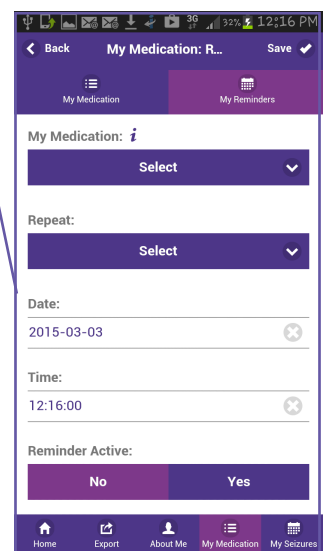 3G 32% 12:16 PM
Back My Medication: R... Save
My Medication My Reminders
My Medication: i
Select
Repeat:
Select
Date:
2015-03-03
Time:
12:16:00
Reminder Active:
No Yes
Home Export About Me My Medication My Seizures